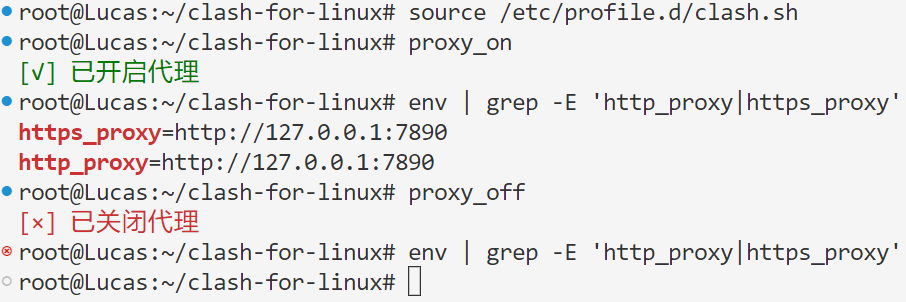 root@Lucas:~/clash-for-linux# source /etc/profile.d/clash.sh
root@Lucas:~/clash-for-linux# proxy_on
[√] 已开启代理
root@Lucas:~/clash-for-linux# env | grep -E 'http_proxy|https_proxy'
https_proxy=http://127.0.0.1:7890
http_proxy=http://127.0.0.1:7890
root@Lucas:~/clash-for-linux# proxy_off
[×] 已关闭代理
root@Lucas:~/clash-for-linux# env | grep -E 'http_proxy|https_proxy'
root@Lucas:~/clash-for-linux#